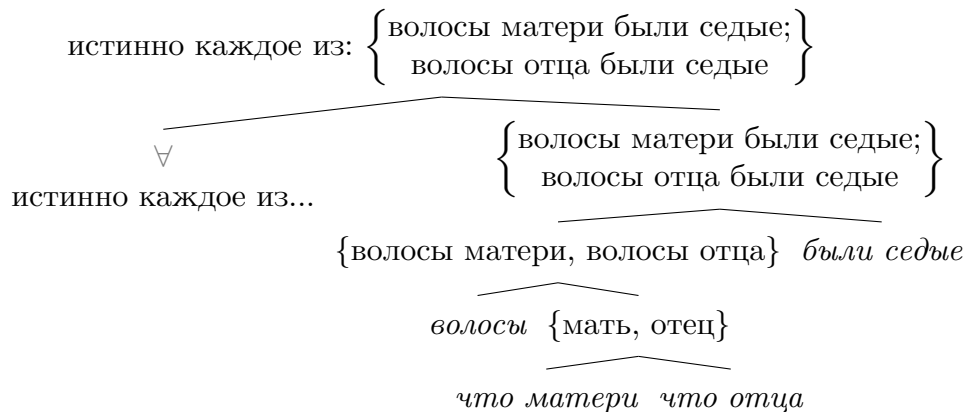 истинно каждое из: {волосы матери были седые;
волосы отца были седые}
∀
истинно каждое из...
{волосы матери были седые;
волосы отца были седые}
{волосы матери, волосы отца} были седые
волосы {мать, отец}
что матери что отца